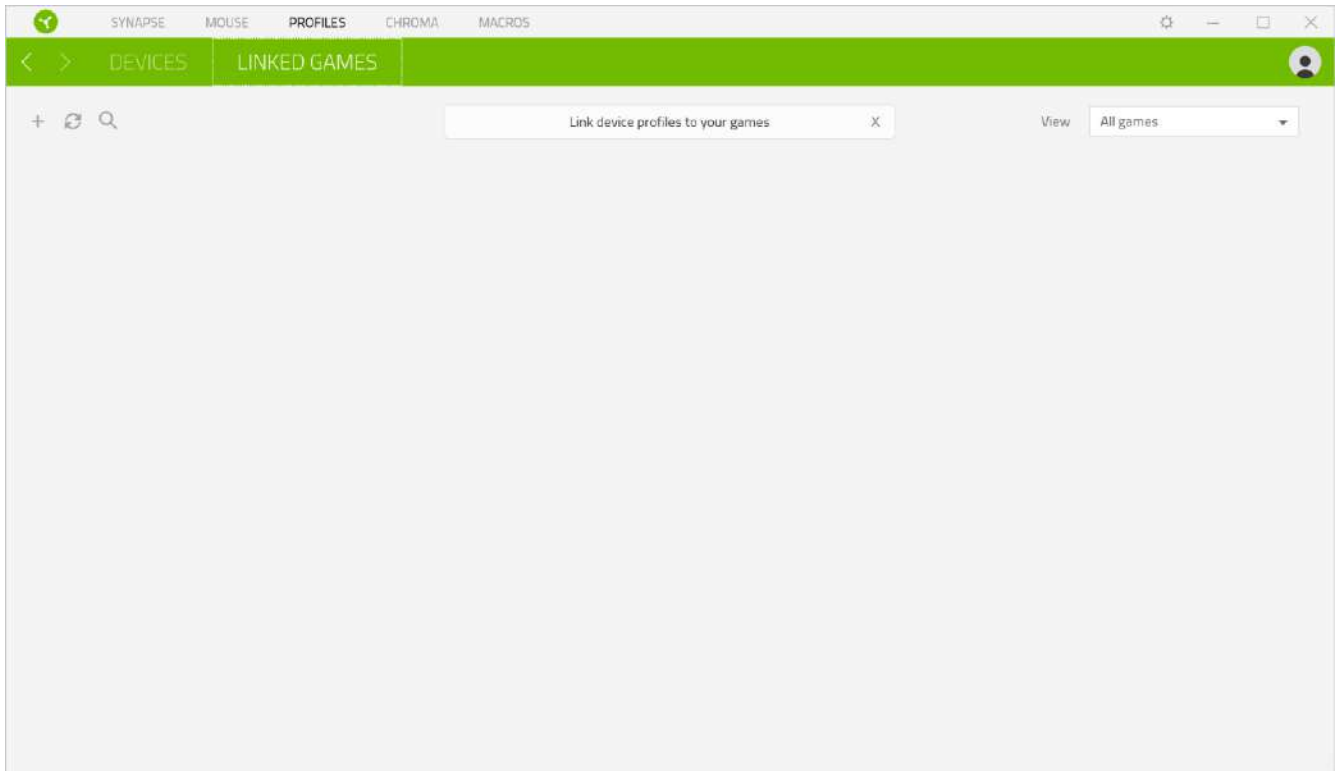 SYNAPSE MOUSE PROFILES CHROMA MACROS
DEVICES LINKED GAMES
Link device profiles to your games X View All games